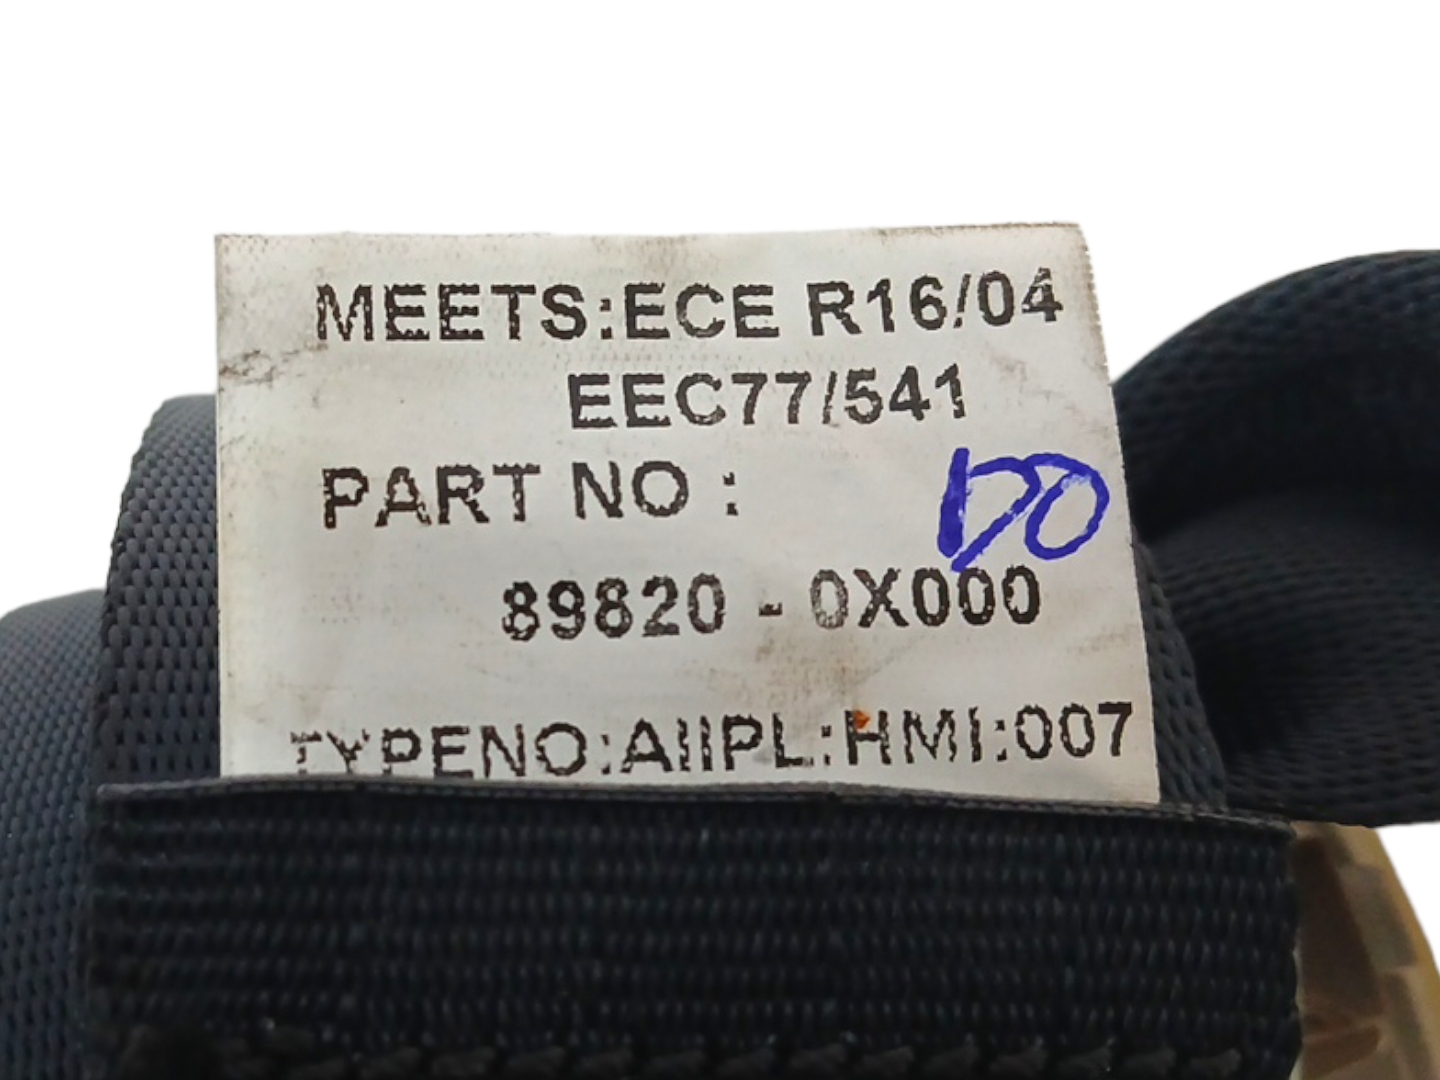 MEETS:ECE R16/04
EEC77/541
PART NO :
DO
89820 - 0X000
TYPENO:AIIPL:HMI:007